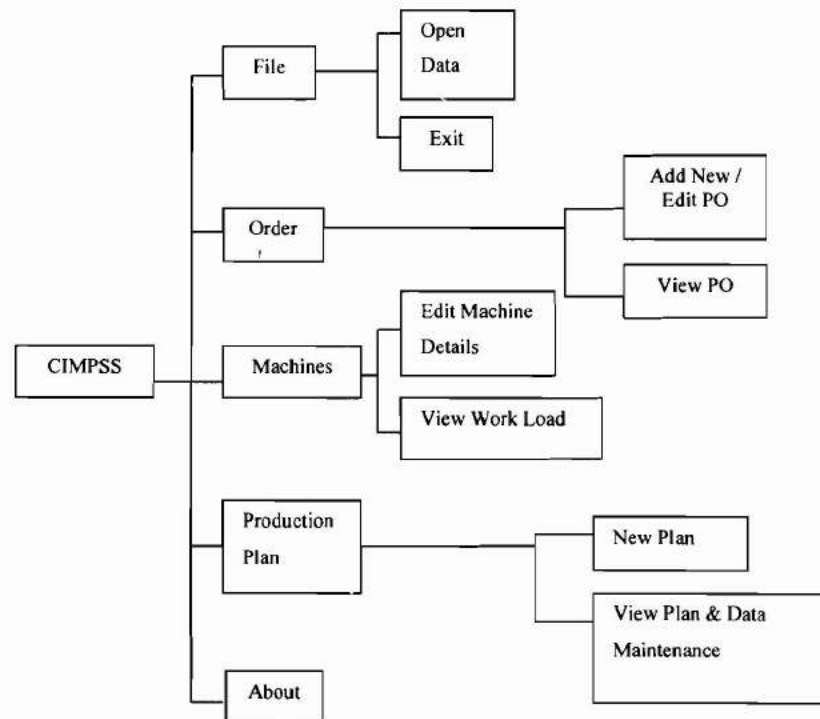 File
Open
Data
Exit
Order
Add New /
Edit PO
View PO
CIMPSS
Machines
Edit Machine
Details
View Work Load
Production
Plan
New Plan
View Plan & Data
Maintenance
About